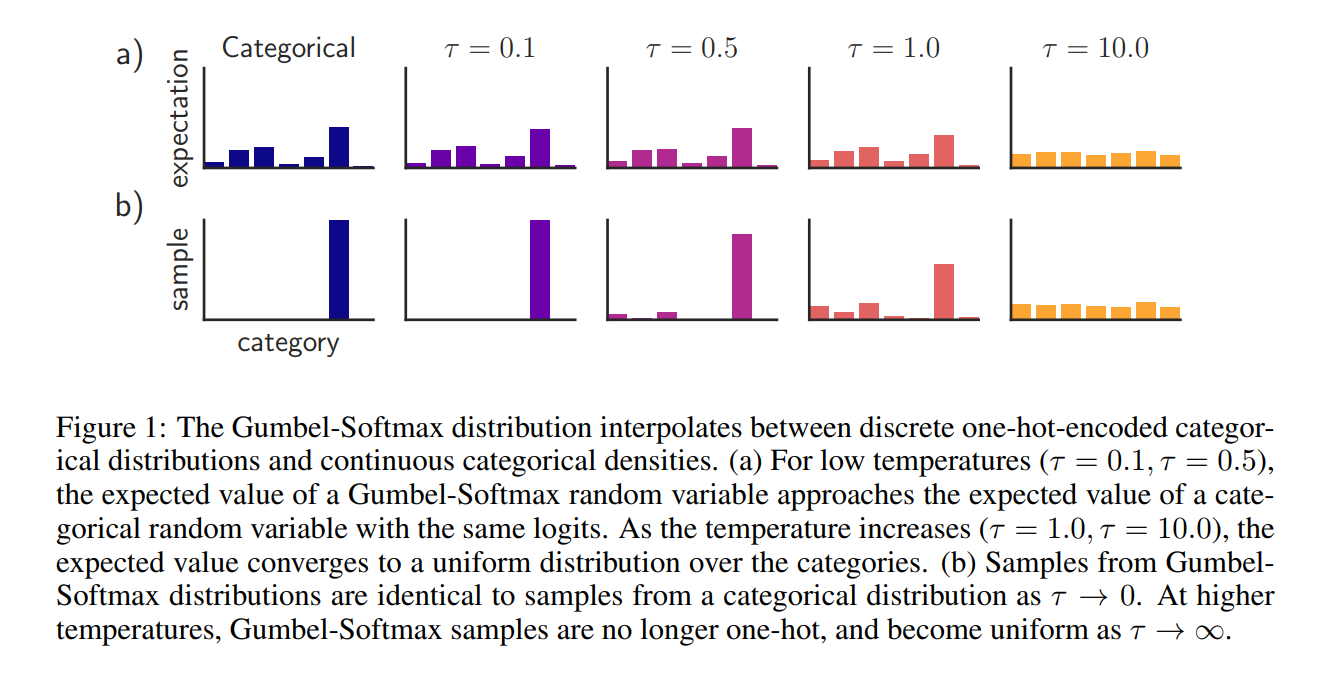 a)
expectation
Categorical
τ = 0.1
τ = 0.5
τ = 1.0
τ = 10.0
b)
sample
category
Figure 1: The Gumbel-Softmax distribution interpolates between discrete one-hot-encoded categor-
ical distributions and continuous categorical densities. (a) For low temperatures (τ = 0.1, τ = 0.5),
the expected value of a Gumbel-Softmax random variable approaches the expected value of a cate-
gorical random variable with the same logits. As the temperature increases (τ = 1.0, τ = 10.0), the
expected value converges to a uniform distribution over the categories. (b) Samples from Gumbel-
Softmax distributions are identical to samples from a categorical distribution as τ → 0. At higher
temperatures, Gumbel-Softmax samples are no longer one-hot, and become uniform as τ → ∞.